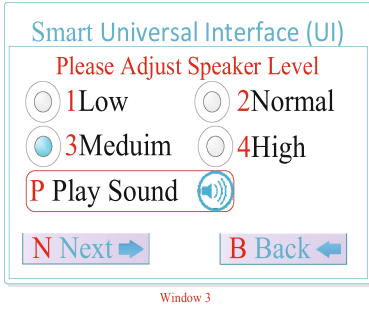 Smart Universal Interface (UI)
Please Adjust Speaker Level
1Low 2Normal
3Meduim 4High
P Play Sound
N Next B Back
Window 3